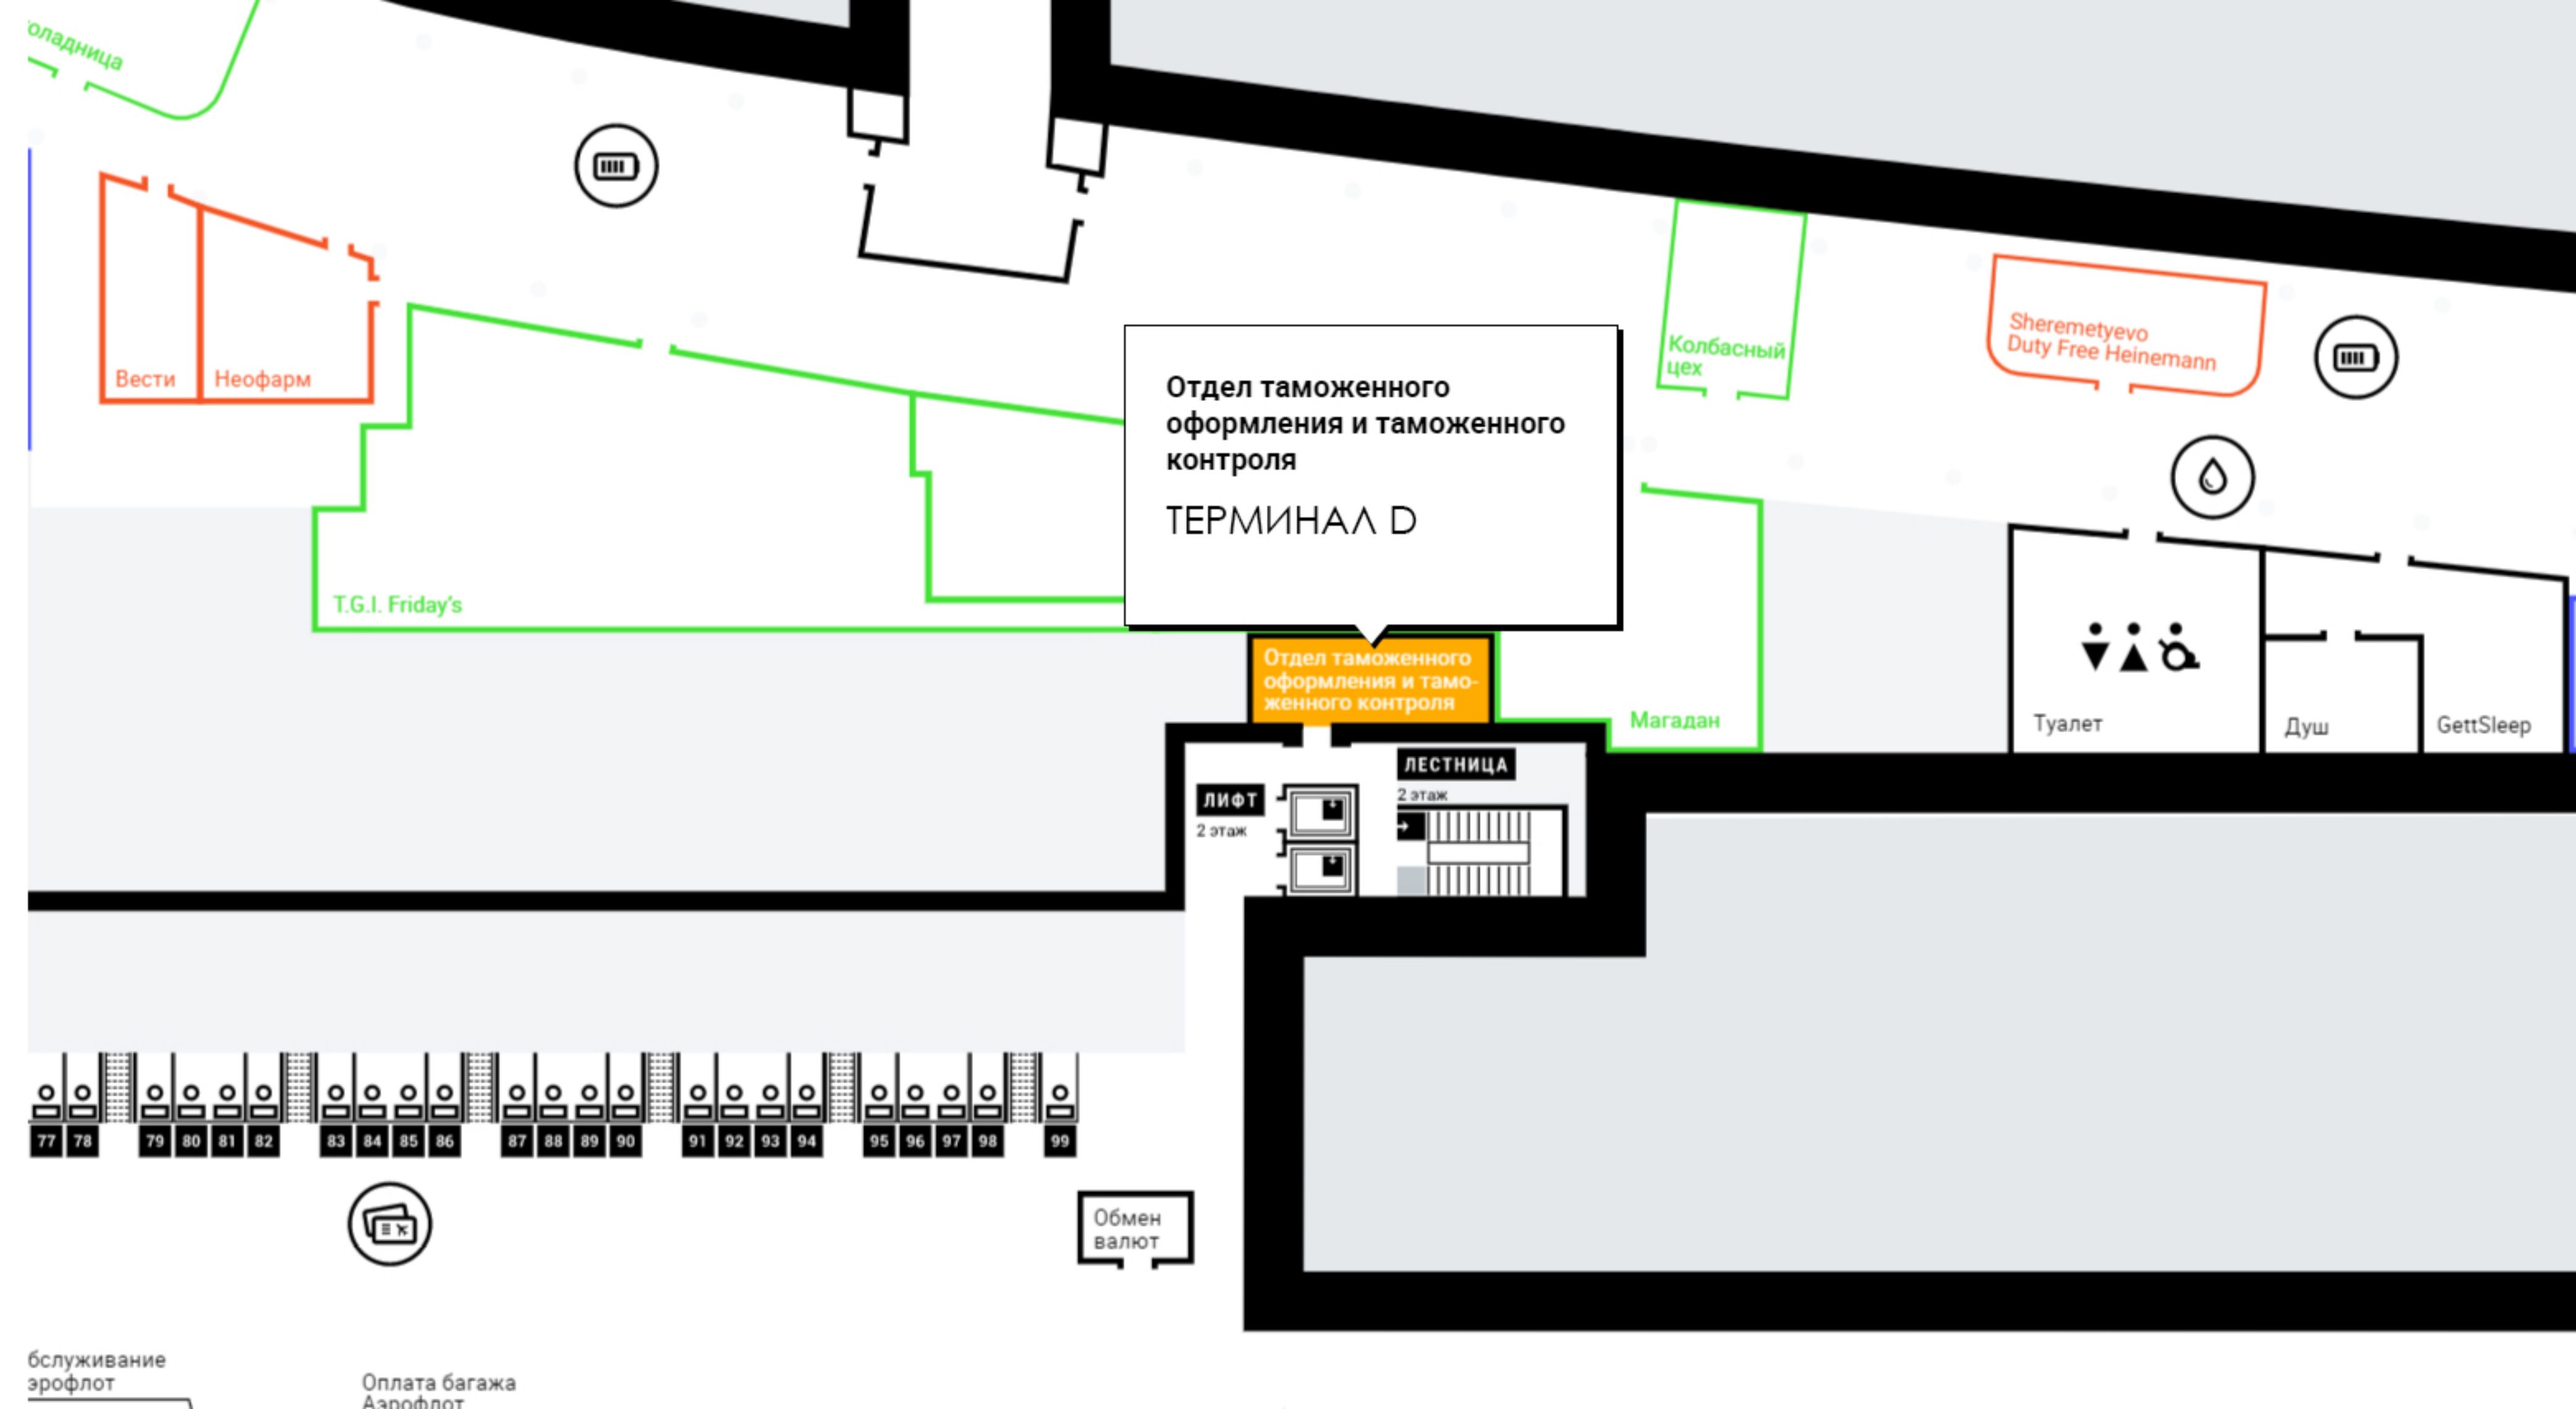 оладница
Вести
Неофарм
T.G.I. Friday's
Отдел таможенного
оформления и таможенного
контроля
ТЕРМИНАЛ D
Колбасный
цех
Sheremetyevo
Duty Free Heinemann
Отдел таможенного
оформления и тамо-
женного контроля
Магадан
Туалет
Душ
GettSleep
ЛИФТ
2 этаж
ЛЕСТНИЦА
2 этаж
77 78 79 80 81 82 83 84 85 86 87 88 89 90 91 92 93 94 95 96 97 98 99
Обмен
валют
бслуживание
эрофлот
Оплата багажа
Аэрофлот